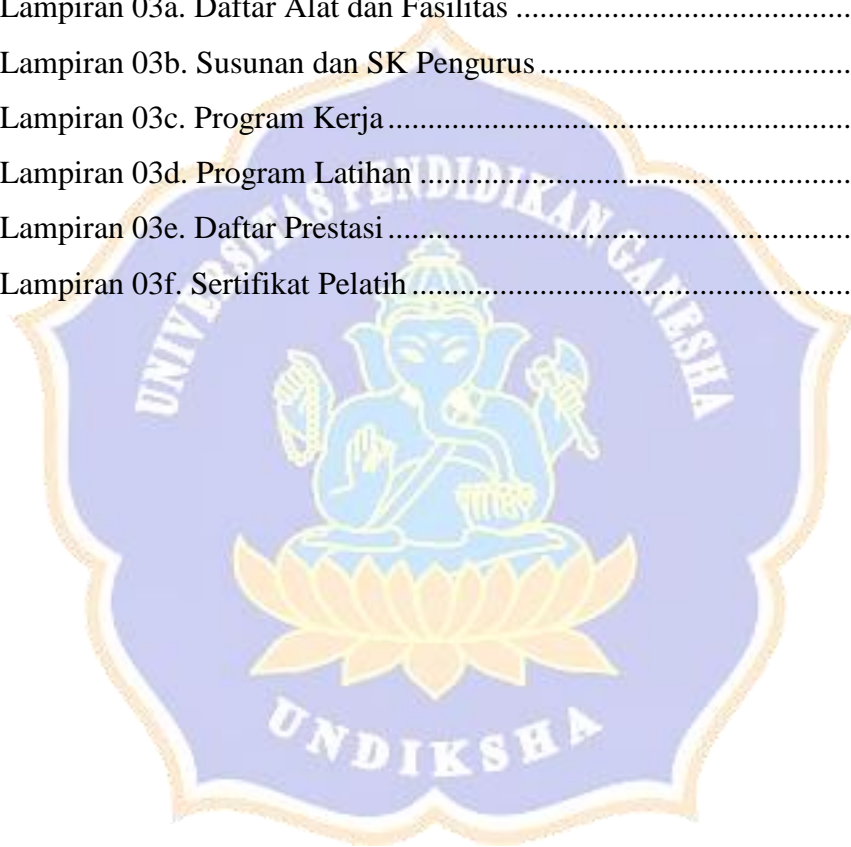 Lampiran 03a. Daftar Alat dan Fasilitas ..........................................
Lampiran 03b. Susunan dan SK Pengurus .......................................
Lampiran 03c. Program Kerja ..........................................................
Lampiran 03d. Program Latihan ......................................................
Lampiran 03e. Daftar Prestasi ..........................................................
Lampiran 03f. Sertifikat Pelatih .......................................................
UNIVERSITAS PENDIDIKAN GANESHA
UNDIKSHA